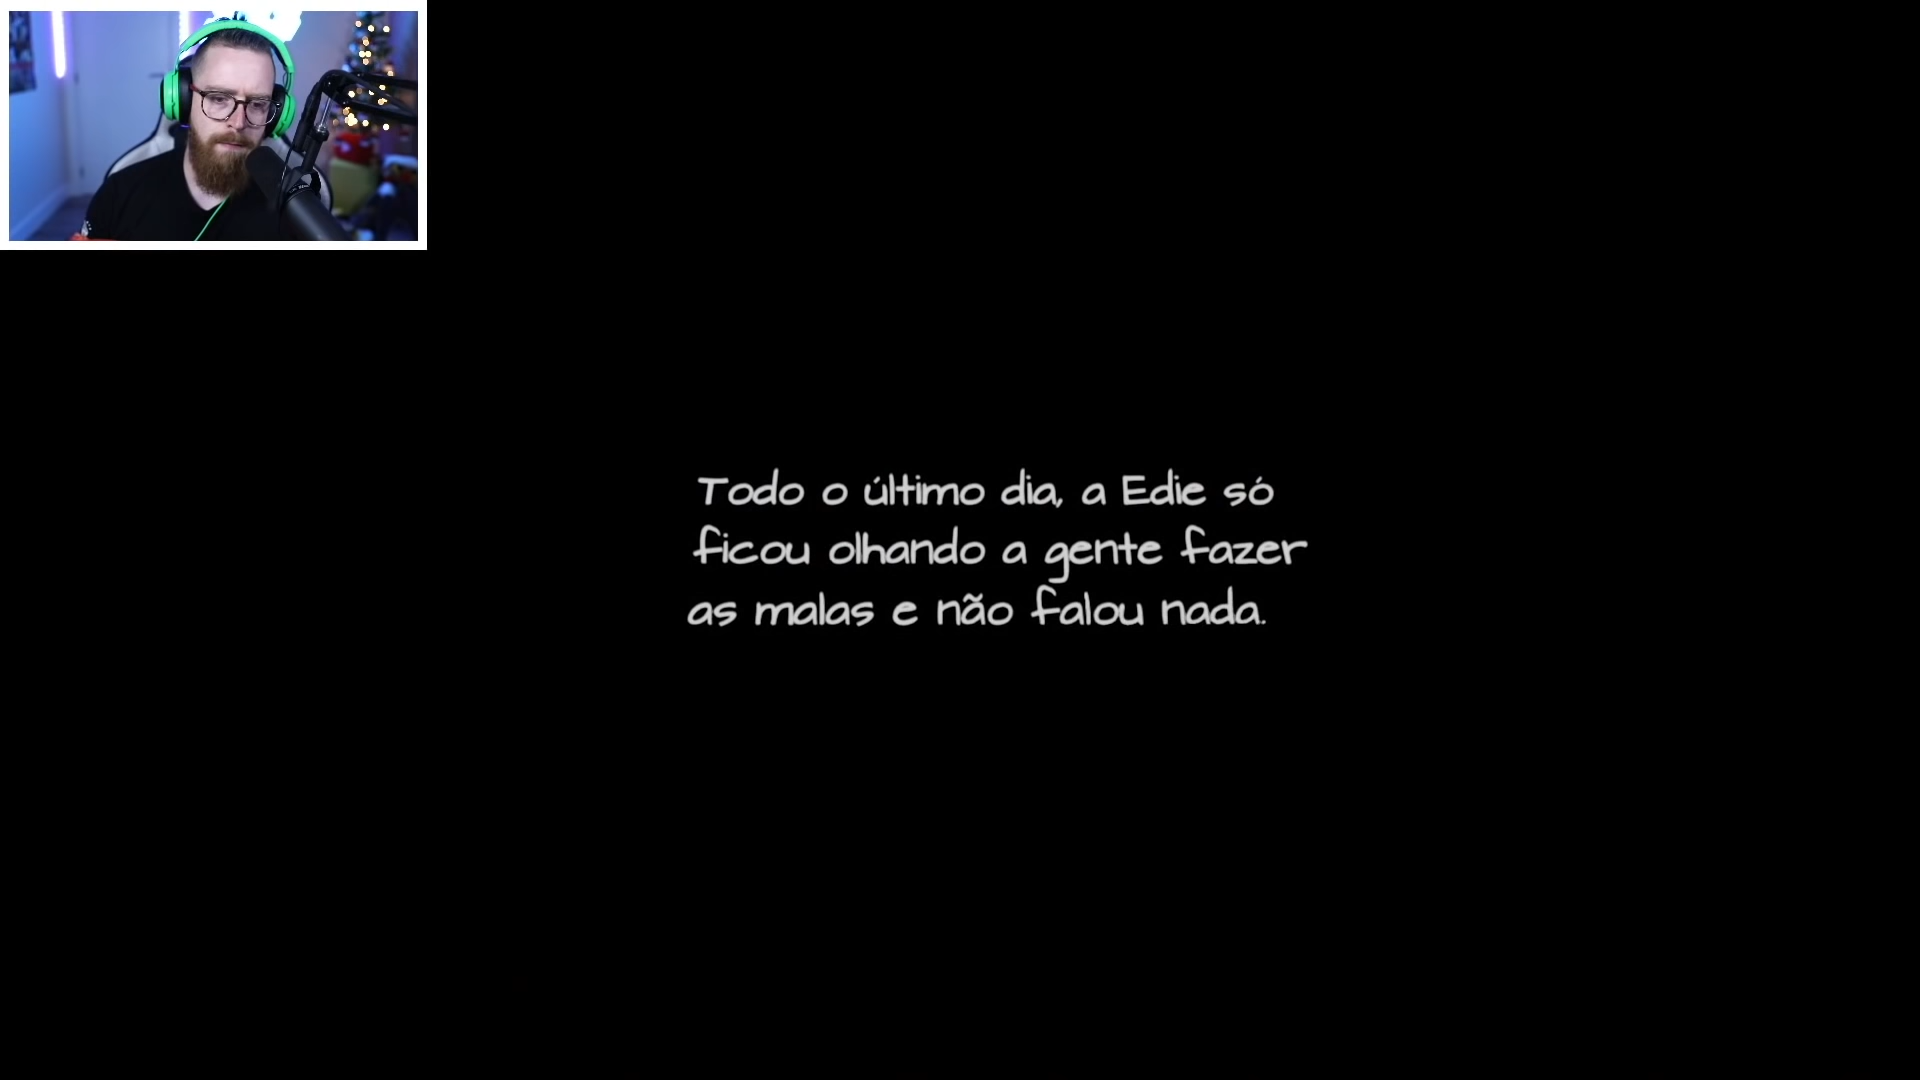 Todo o último dia, a Edie só
ficou olhando a gente fazer
as malas e não falou nada.